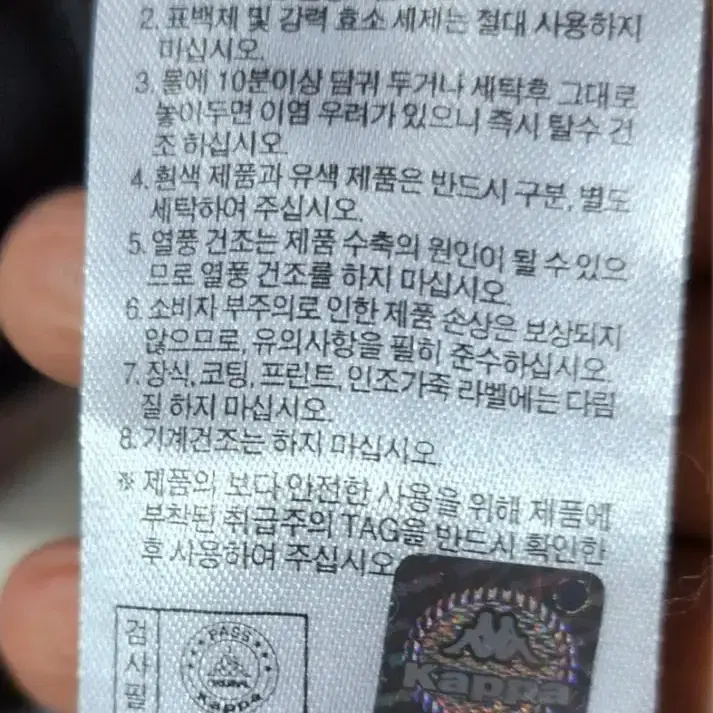 2. 표백제 및 강력 효소 세제는 절대 사용하지
마십시오.
3. 물에 10분이상 담궈 두거나 세탁후 그대로
놓아두면 이염 우려가 있으니 즉시 탈수 건
조 하십시오.
4. 흰색 제품과 유색 제품은 반드시 구분, 별도
세탁하여 주십시오.
5. 열풍 건조는 제품 수축의 원인이 될 수 있으
므로 열풍 건조를 하지 마십시오.
6. 소비자 부주의로 인한 제품 손상은 보상되지
않으므로, 유의사항을 필히 준수하십시오.
7. 장식, 코팅, 프린트, 인조가죽 라벨에는 다림
질 하지 마십시오.
8. 기계건조는 하지 마십시오.
※ 제품의 보다 안전한 사용을 위해 제품에
부착된 취급주의 TAG을 반드시 확인한
후 사용하여 주십시오.
검사필
PASS
Kappa
Kappa